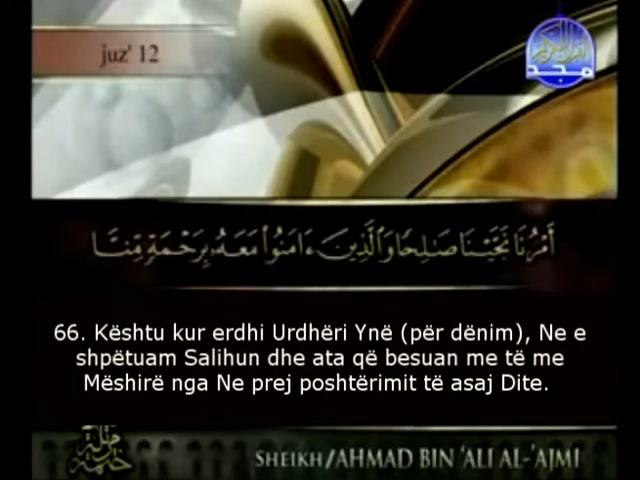 juz' 12
مجد
أَمْرُنَا نَجَّيْنَا صَٰلِحًا وَٱلَّذِينَ ءَامَنُوا۟ مَعَهُۥ بِرَحْمَةٍ مِّنَّا
66. Kështu kur erdhi Urdhëri Ynë (për dënim), Ne e
shpëtuam Salihun dhe ata që besuan me të me
Mëshirë nga Ne prej poshtërimit të asaj Dite.
SHEIKH/AHMAD BIN 'ALI AL-'AJMI